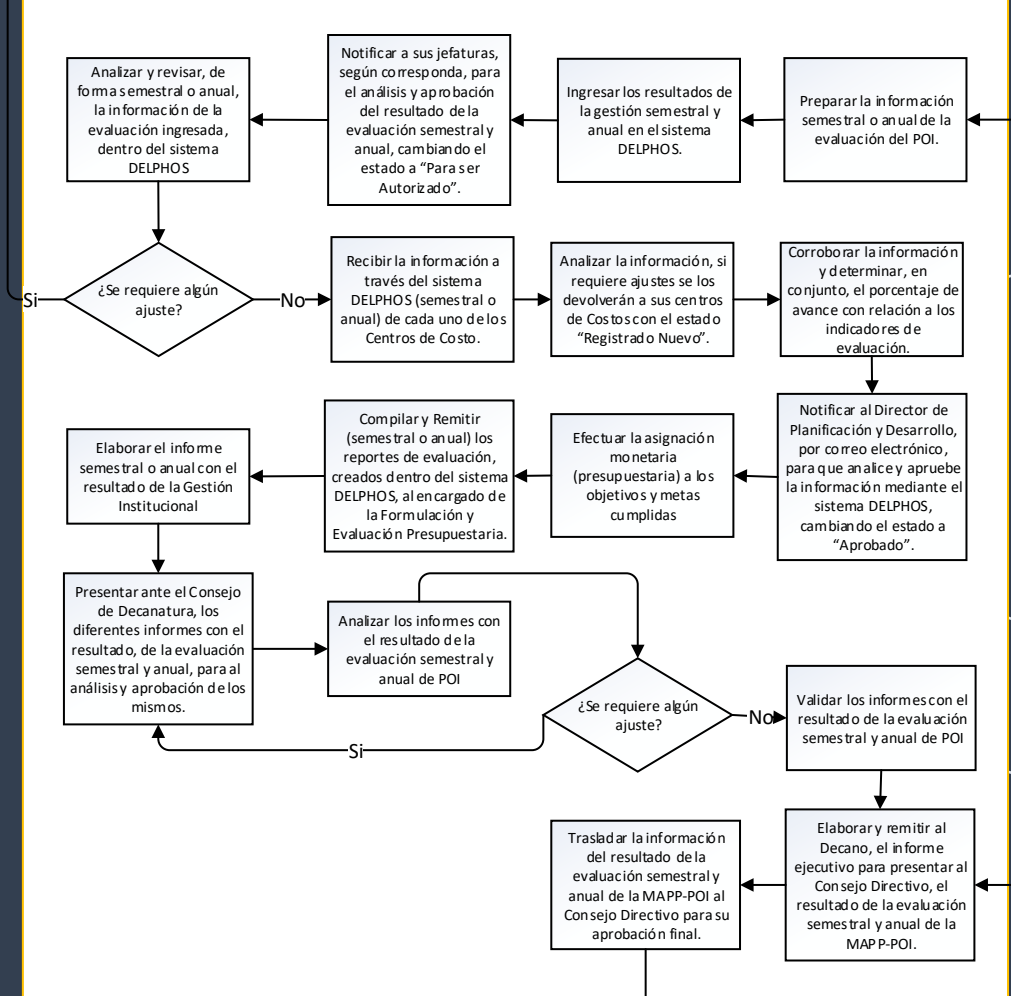 Preparar la información
semestral o anual de la
evaluación del POI.
Ingresar los resultados de
la gestión semestral y
anual en el sistema
DELPHOS.
Notificar a sus jefaturas,
según corresponda, para
el análisis y aprobación
del resultado de la
evaluación semestral y
anual, cambiando el
estado a “Para ser
Autorizado”.
Analizar y revisar, de
forma semestral o anual,
la información de la
evaluación ingresada,
dentro del sistema
DELPHOS
¿Se requiere algún
ajuste?
Si
No
Recibir la información a
través del sistema
DELPHOS (semestral o
anual) de cada uno de los
Centros de Costo.
Analizar la información, si
requiere ajustes se los
devolverán a sus centros
de Costos con el estado
“Registrado Nuevo”.
Corroborar la información
y determinar, en
conjunto, el porcentaje de
avance con relación a los
indicadores de
evaluación.
Notificar al Director de
Planificación y Desarrollo,
por correo electrónico,
para que analice y apruebe
la información mediante el
sistema DELPHOS,
cambiando el estado a
“Aprobado”.
Efectuar la asignación
monetaria
(presupuestaria) a los
objetivos y metas
cumplidas
Compilar y Remitir
(semestral o anual) los
reportes de evaluación,
creados dentro del sistema
DELPHOS, al encargado de
la Formulación y
Evaluación Presupuestaria.
Elaborar el informe
semestral o anual con el
resultado de la Gestión
Institucional
Presentar ante el Consejo
de Decanatura, los
diferentes informes con el
resultado, de la evaluación
semestral y anual, para al
análisis y aprobación de los
mismos.
Analizar los informes con
el resultado de la
evaluación semestral y
anual de POI
¿Se requiere algún
ajuste?
Si
No
Validar los informes con el
resultado de la evaluación
semestral y anual de POI
Elaborar y remitir al
Decano, el informe
ejecutivo para presentar al
Consejo Directivo, el
resultado de la evaluación
semestral y anual de la
MAPP-POI.
Trasladar la información
del resultado de la
evaluación semestral y
anual de la MAPP-POI al
Consejo Directivo para su
aprobación final.